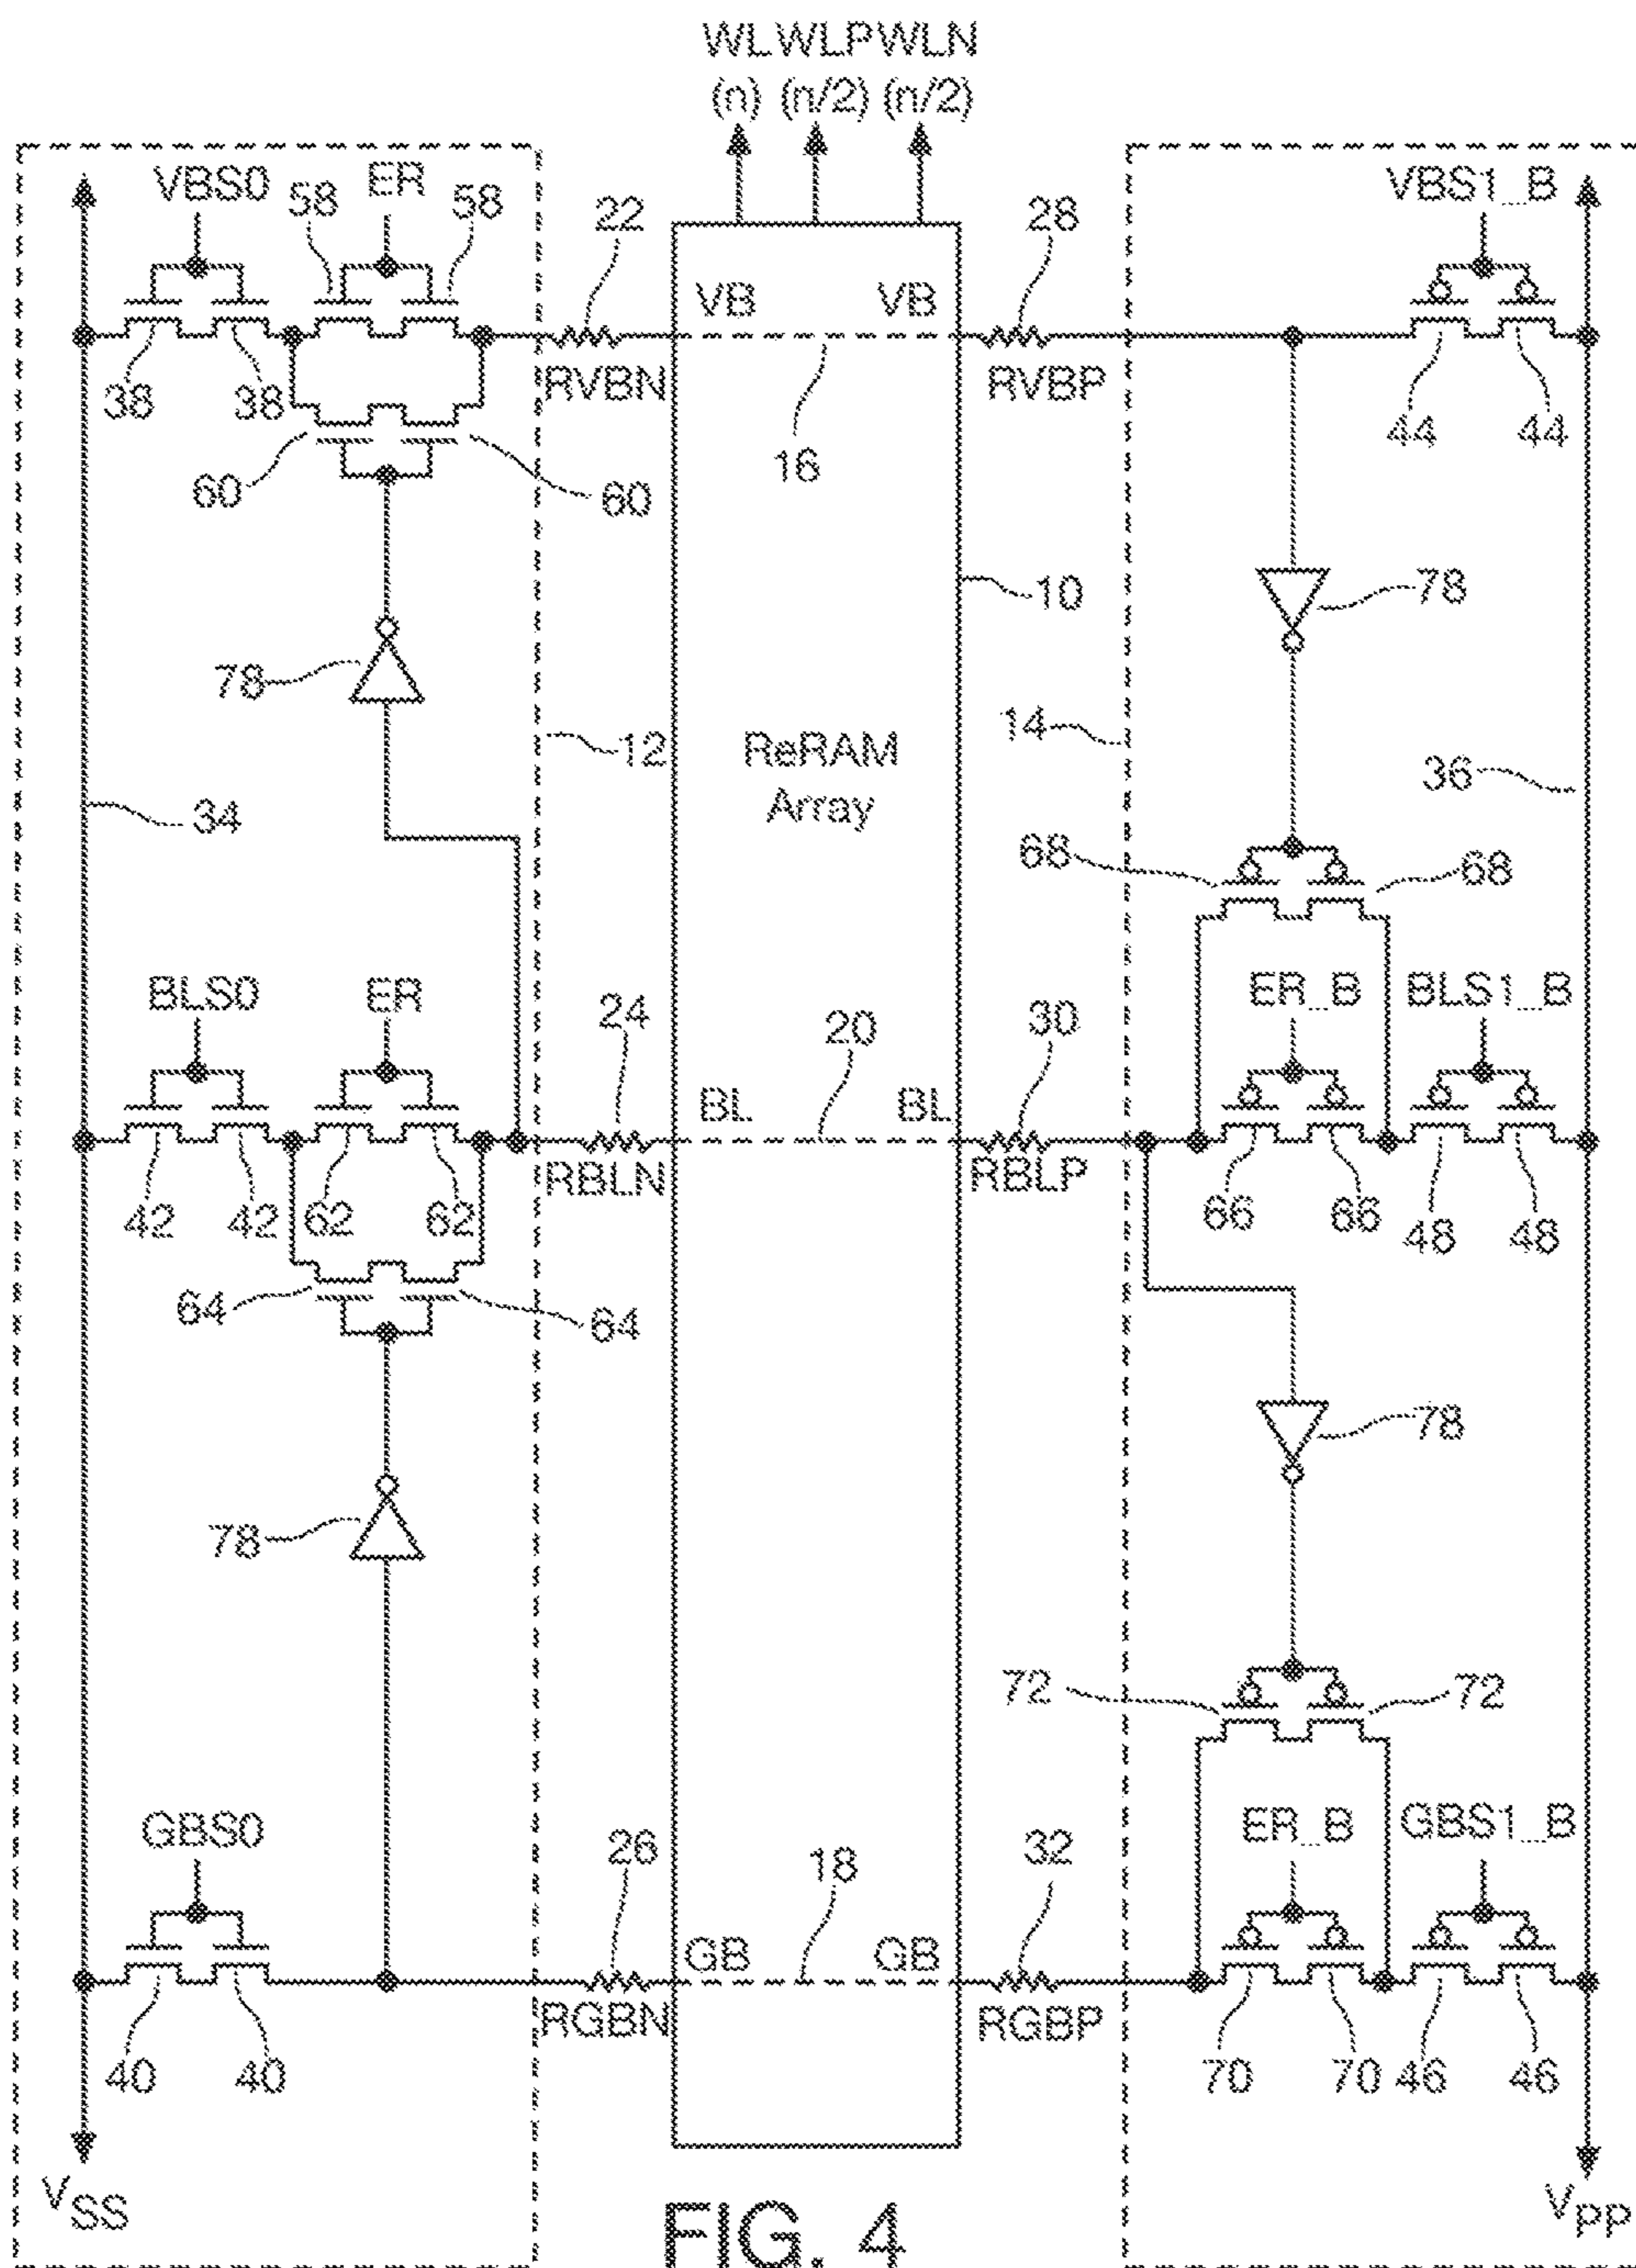 WL WLP WLN
(n) (n/2) (n/2)
VBS0 58 ER 58 22 28 VBS1_B
VB VB
38 38 RVBN RVBP 44 44
60 60 16
78 10 78
12 ReRAM 14
34 Array 36
68 68
BLS0 ER 24 20 30 ER_B BLS1_B
BL BL
42 42 62 62 RBLN RBLP 66 66 48 48
64 64
78 78
72 72
GBS0 26 18 32 ER_B GBS1_B
GB GB
40 40 RGBN RGBP 70 70 46 46
VSS VPP
FIG. 4